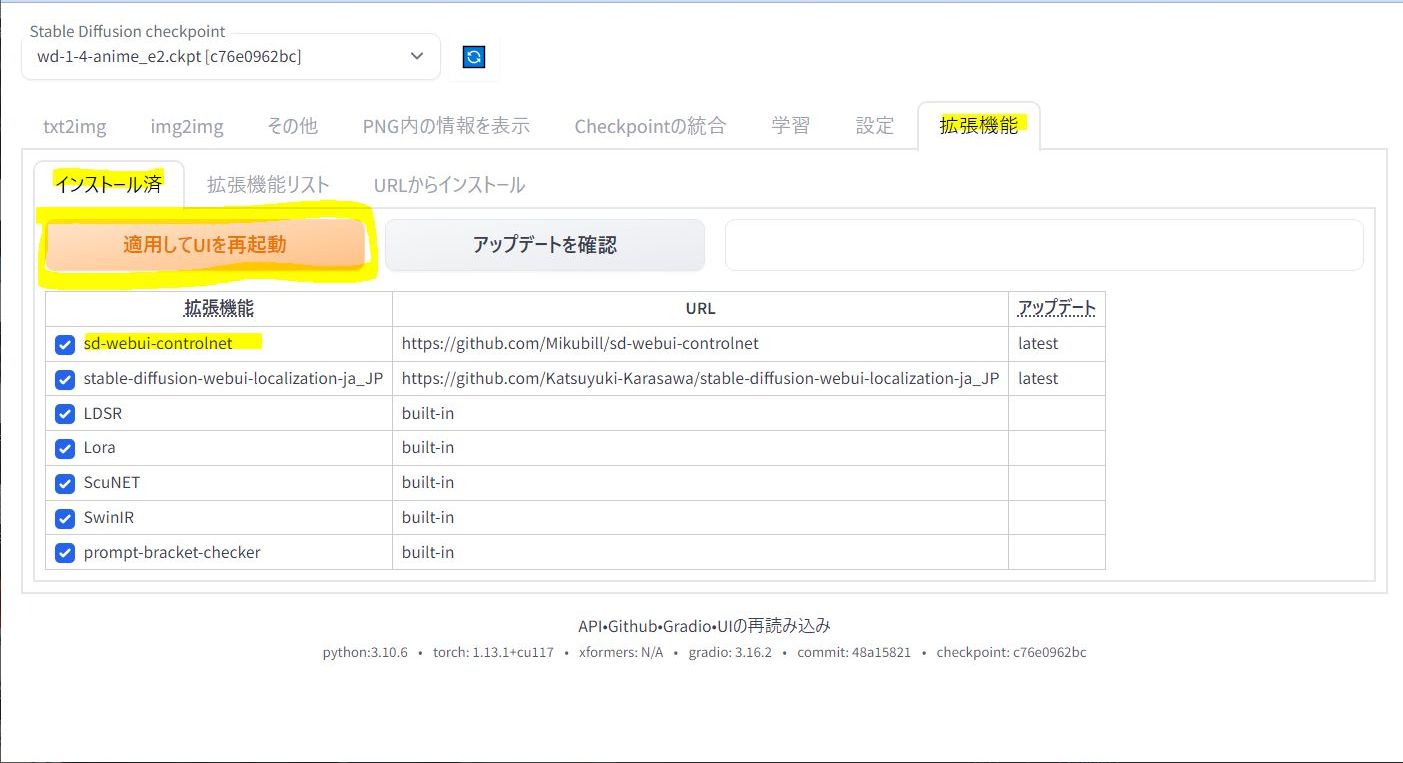 Stable Diffusion checkpoint
wd-1-4-anime_e2.ckpt [c76e0962bc]
txt2img img2img その他 PNG内の情報を表示 Checkpointの統合 学習 設定 拡張機能
インストール済 拡張機能リスト URLからインストール
適用してUIを再起動 アップデートを確認
拡張機能 URL アップデート
sd-webui-controlnet https://github.com/Mikubill/sd-webui-controlnet latest
stable-diffusion-webui-localization-ja_JP https://github.com/Katsuyuki-Karasawa/stable-diffusion-webui-localization-ja_JP latest
LDSR built-in
Lora built-in
ScuNET built-in
SwinIR built-in
prompt-bracket-checker built-in
API•Github•Gradio•UIの再読み込み
python:3.10.6 • torch: 1.13.1+cu117 • xformers: N/A • gradio: 3.16.2 • commit: 48a15821 • checkpoint: c76e0962bc